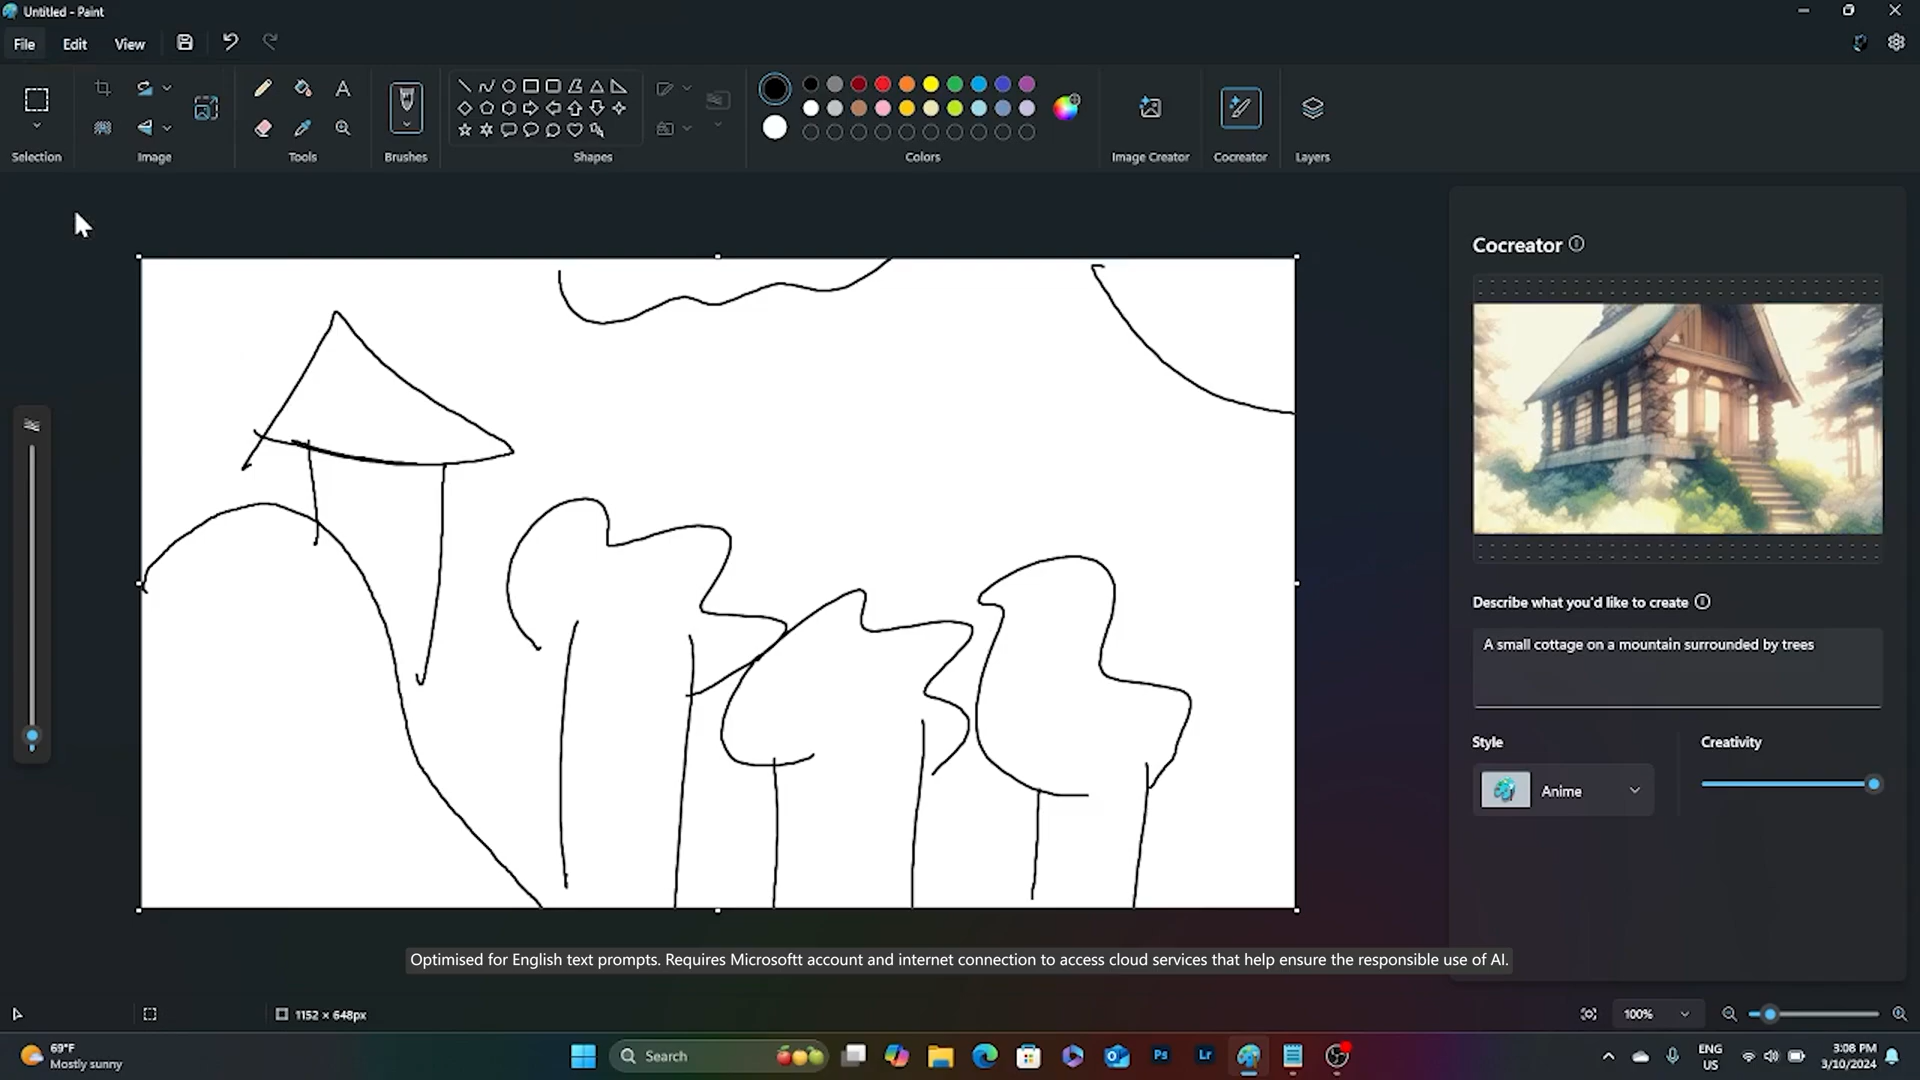 Untitled - Paint
File Edit View
Selection Image Tools Brushes Shapes Colors Image Creator Cocreator Layers
Cocreator
Describe what you'd like to create
A small cottage on a mountain surrounded by trees
Style Creativity
Anime
Optimised for English text prompts. Requires Microsoftt account and internet connection to access cloud services that help ensure the responsible use of AI.
1152 × 648px 100%
69°F
Mostly sunny
Search
Ps
Lr
ENG
US
3:08 PM
3/10/2024